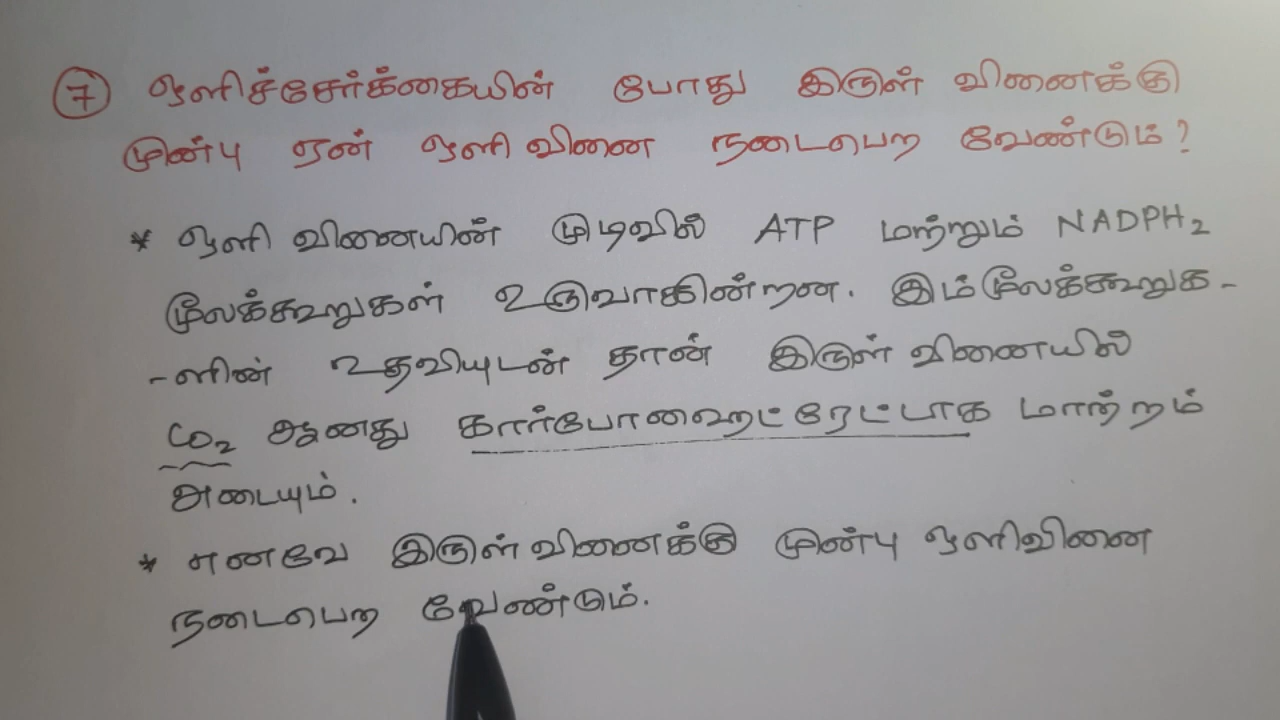 7 ஒளிச்சேர்க்கையின் போது இருள் வினைக்கு
முன்பு ஏன் ஒளி வினை நடைபெற வேண்டும்?
* ஒளி வினையின் முடிவில் ATP மற்றும் NADPH₂
மூலக்கூறுகள் உருவாகின்றன. இம்மூலக்கூறுக-
-ளின் உதவியுடன் தான் இருள் வினையில்
CO₂ ஆனது கார்போஹைட்ரேட்டாக மாற்றம்
அடையும்.
* எனவே இருள் வினைக்கு முன்பு ஒளிவினை
நடைபெற வேண்டும்.